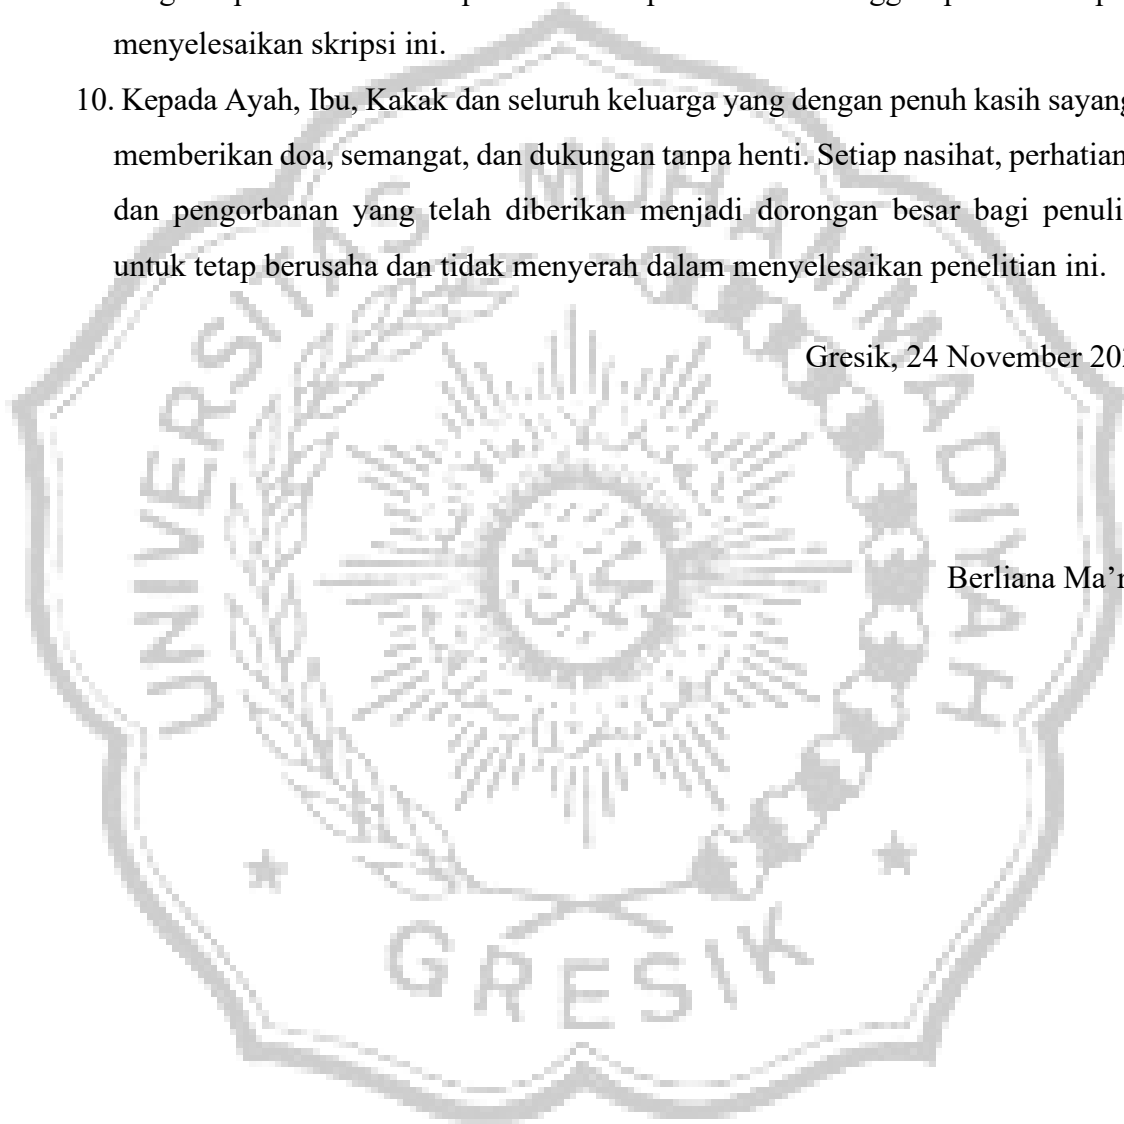 menyelesaikan skripsi ini.
10. Kepada Ayah, Ibu, Kakak dan seluruh keluarga yang dengan penuh kasih sayang
memberikan doa, semangat, dan dukungan tanpa henti. Setiap nasihat, perhatian
dan pengorbanan yang telah diberikan menjadi dorongan besar bagi
untuk tetap berusaha dan tidak menyerah dalam menyelesaikan penelitian ini.
Gresik, 24 November
Berliana
UNIVERSITAS MUHAMMADIYAH
GRESIK